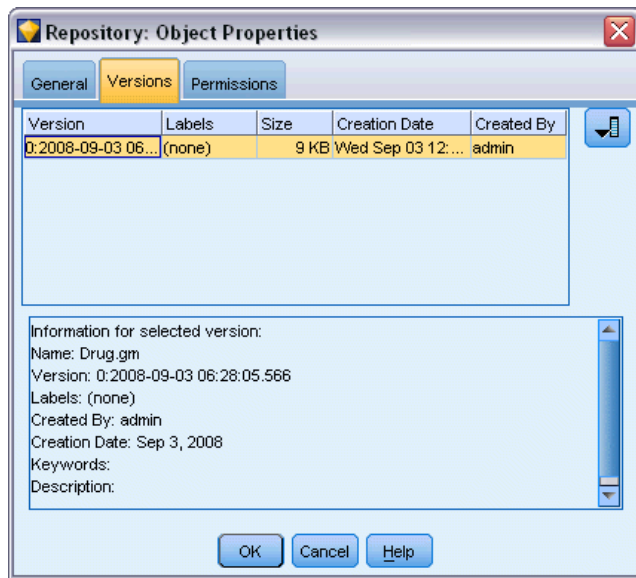 Repository: Object Properties
General Versions Permissions
Version Labels Size Creation Date Created By
0:2008-09-03 06... (none) 9 KB Wed Sep 03 12:... admin
Information for selected version:
Name: Drug.gm
Version: 0:2008-09-03 06:28:05.566
Labels: (none)
Created By: admin
Creation Date: Sep 3, 2008
Keywords:
Description:
OK Cancel Help